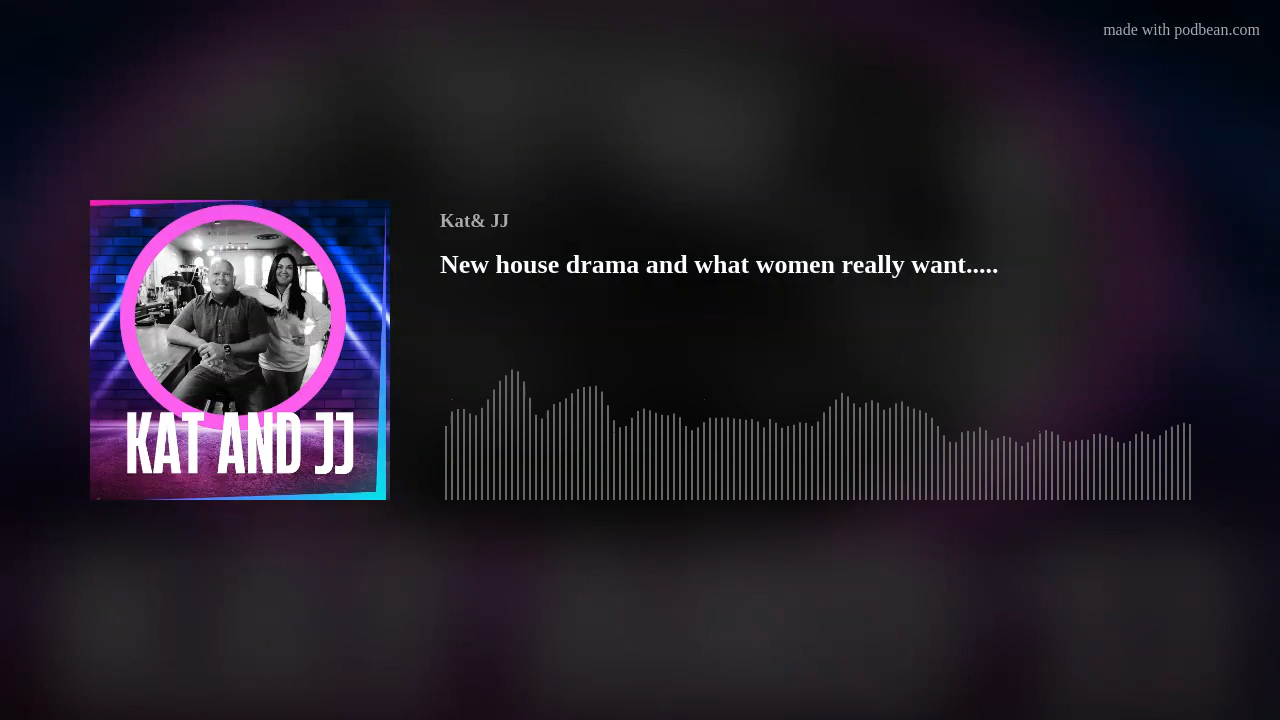 made with podbean.com
Kat& JJ
New house drama and what women really want.....
KAT AND JJ